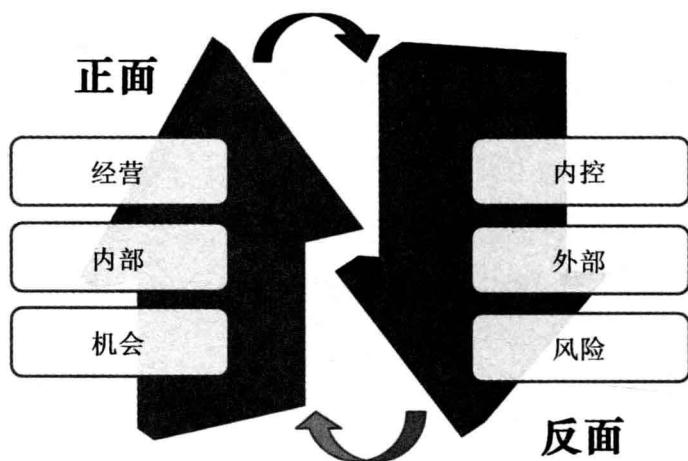 正面
经营
内部
机会
内控
外部
风险
反面